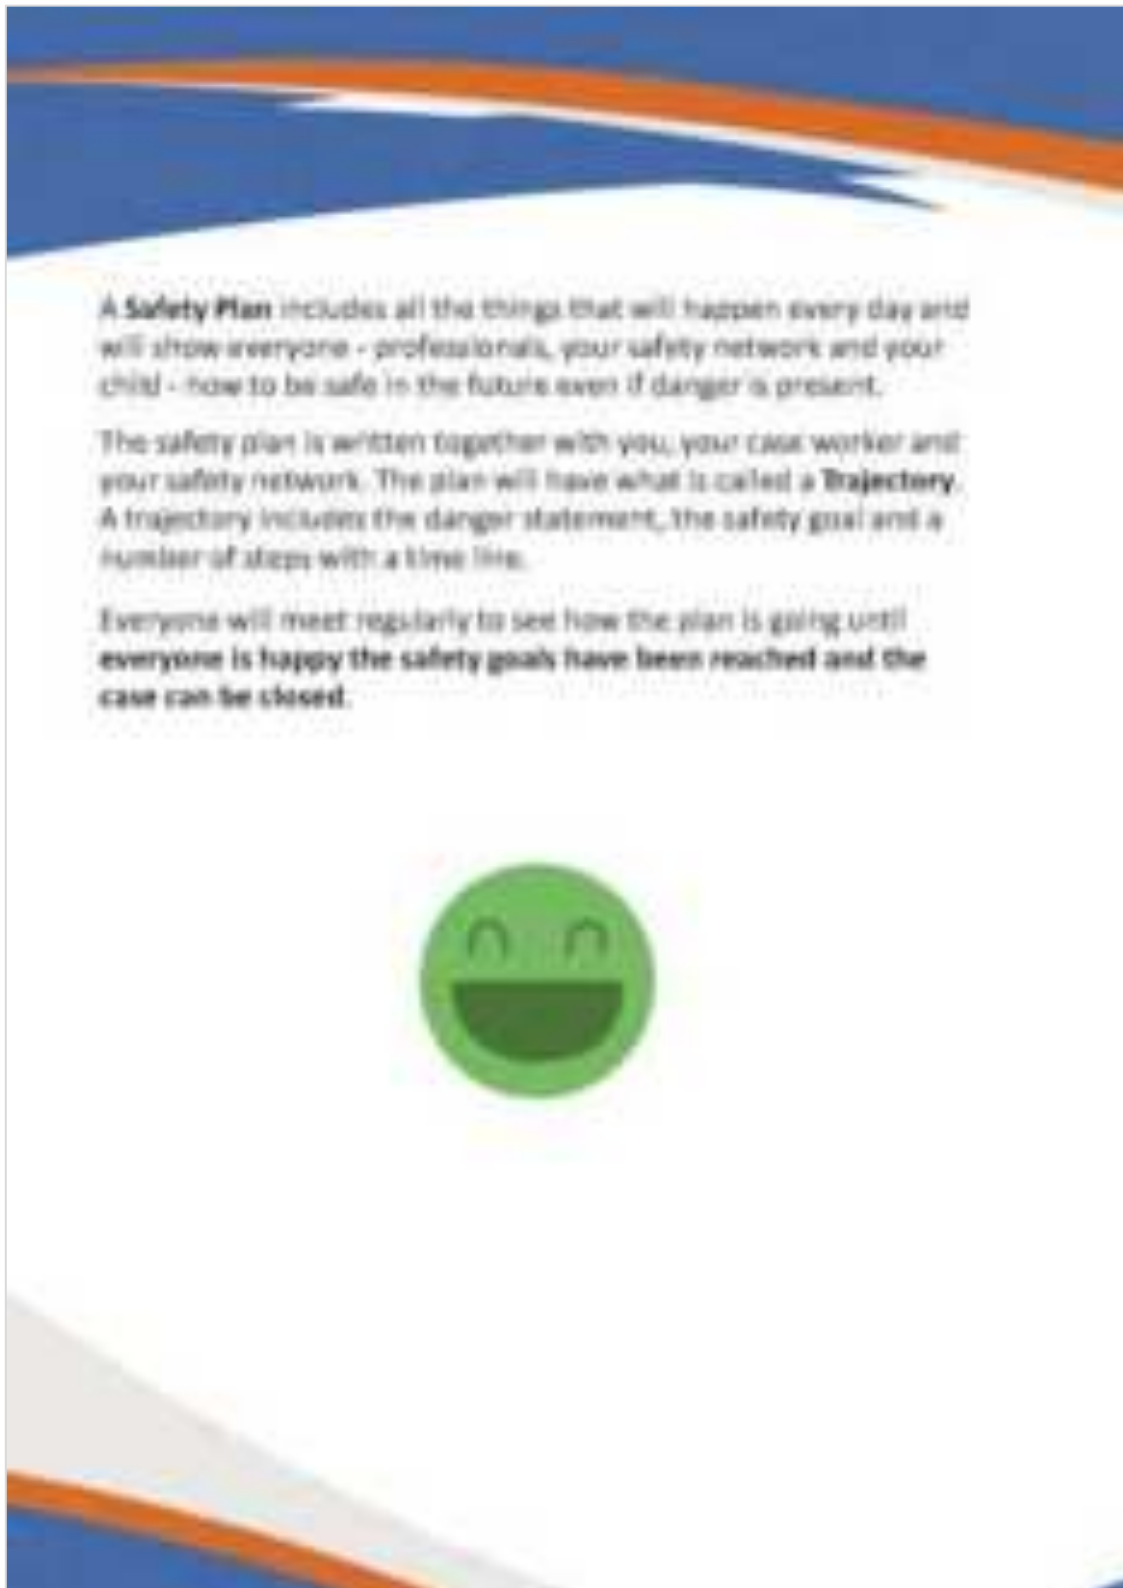 A Safety Plan includes all the things that will happen every day and
will show everyone - professionals, your safety network and your
child - how to be safe in the future even if danger is present.
The safety plan is written together with you, your case worker and
your safety network. The plan will have what is called a Trajectory.
A trajectory includes the danger statement, the safety goal and a
number of steps with a time line.
Everyone will meet regularly to see how the plan is going until
everyone is happy the safety goals have been reached and the
case can be closed.